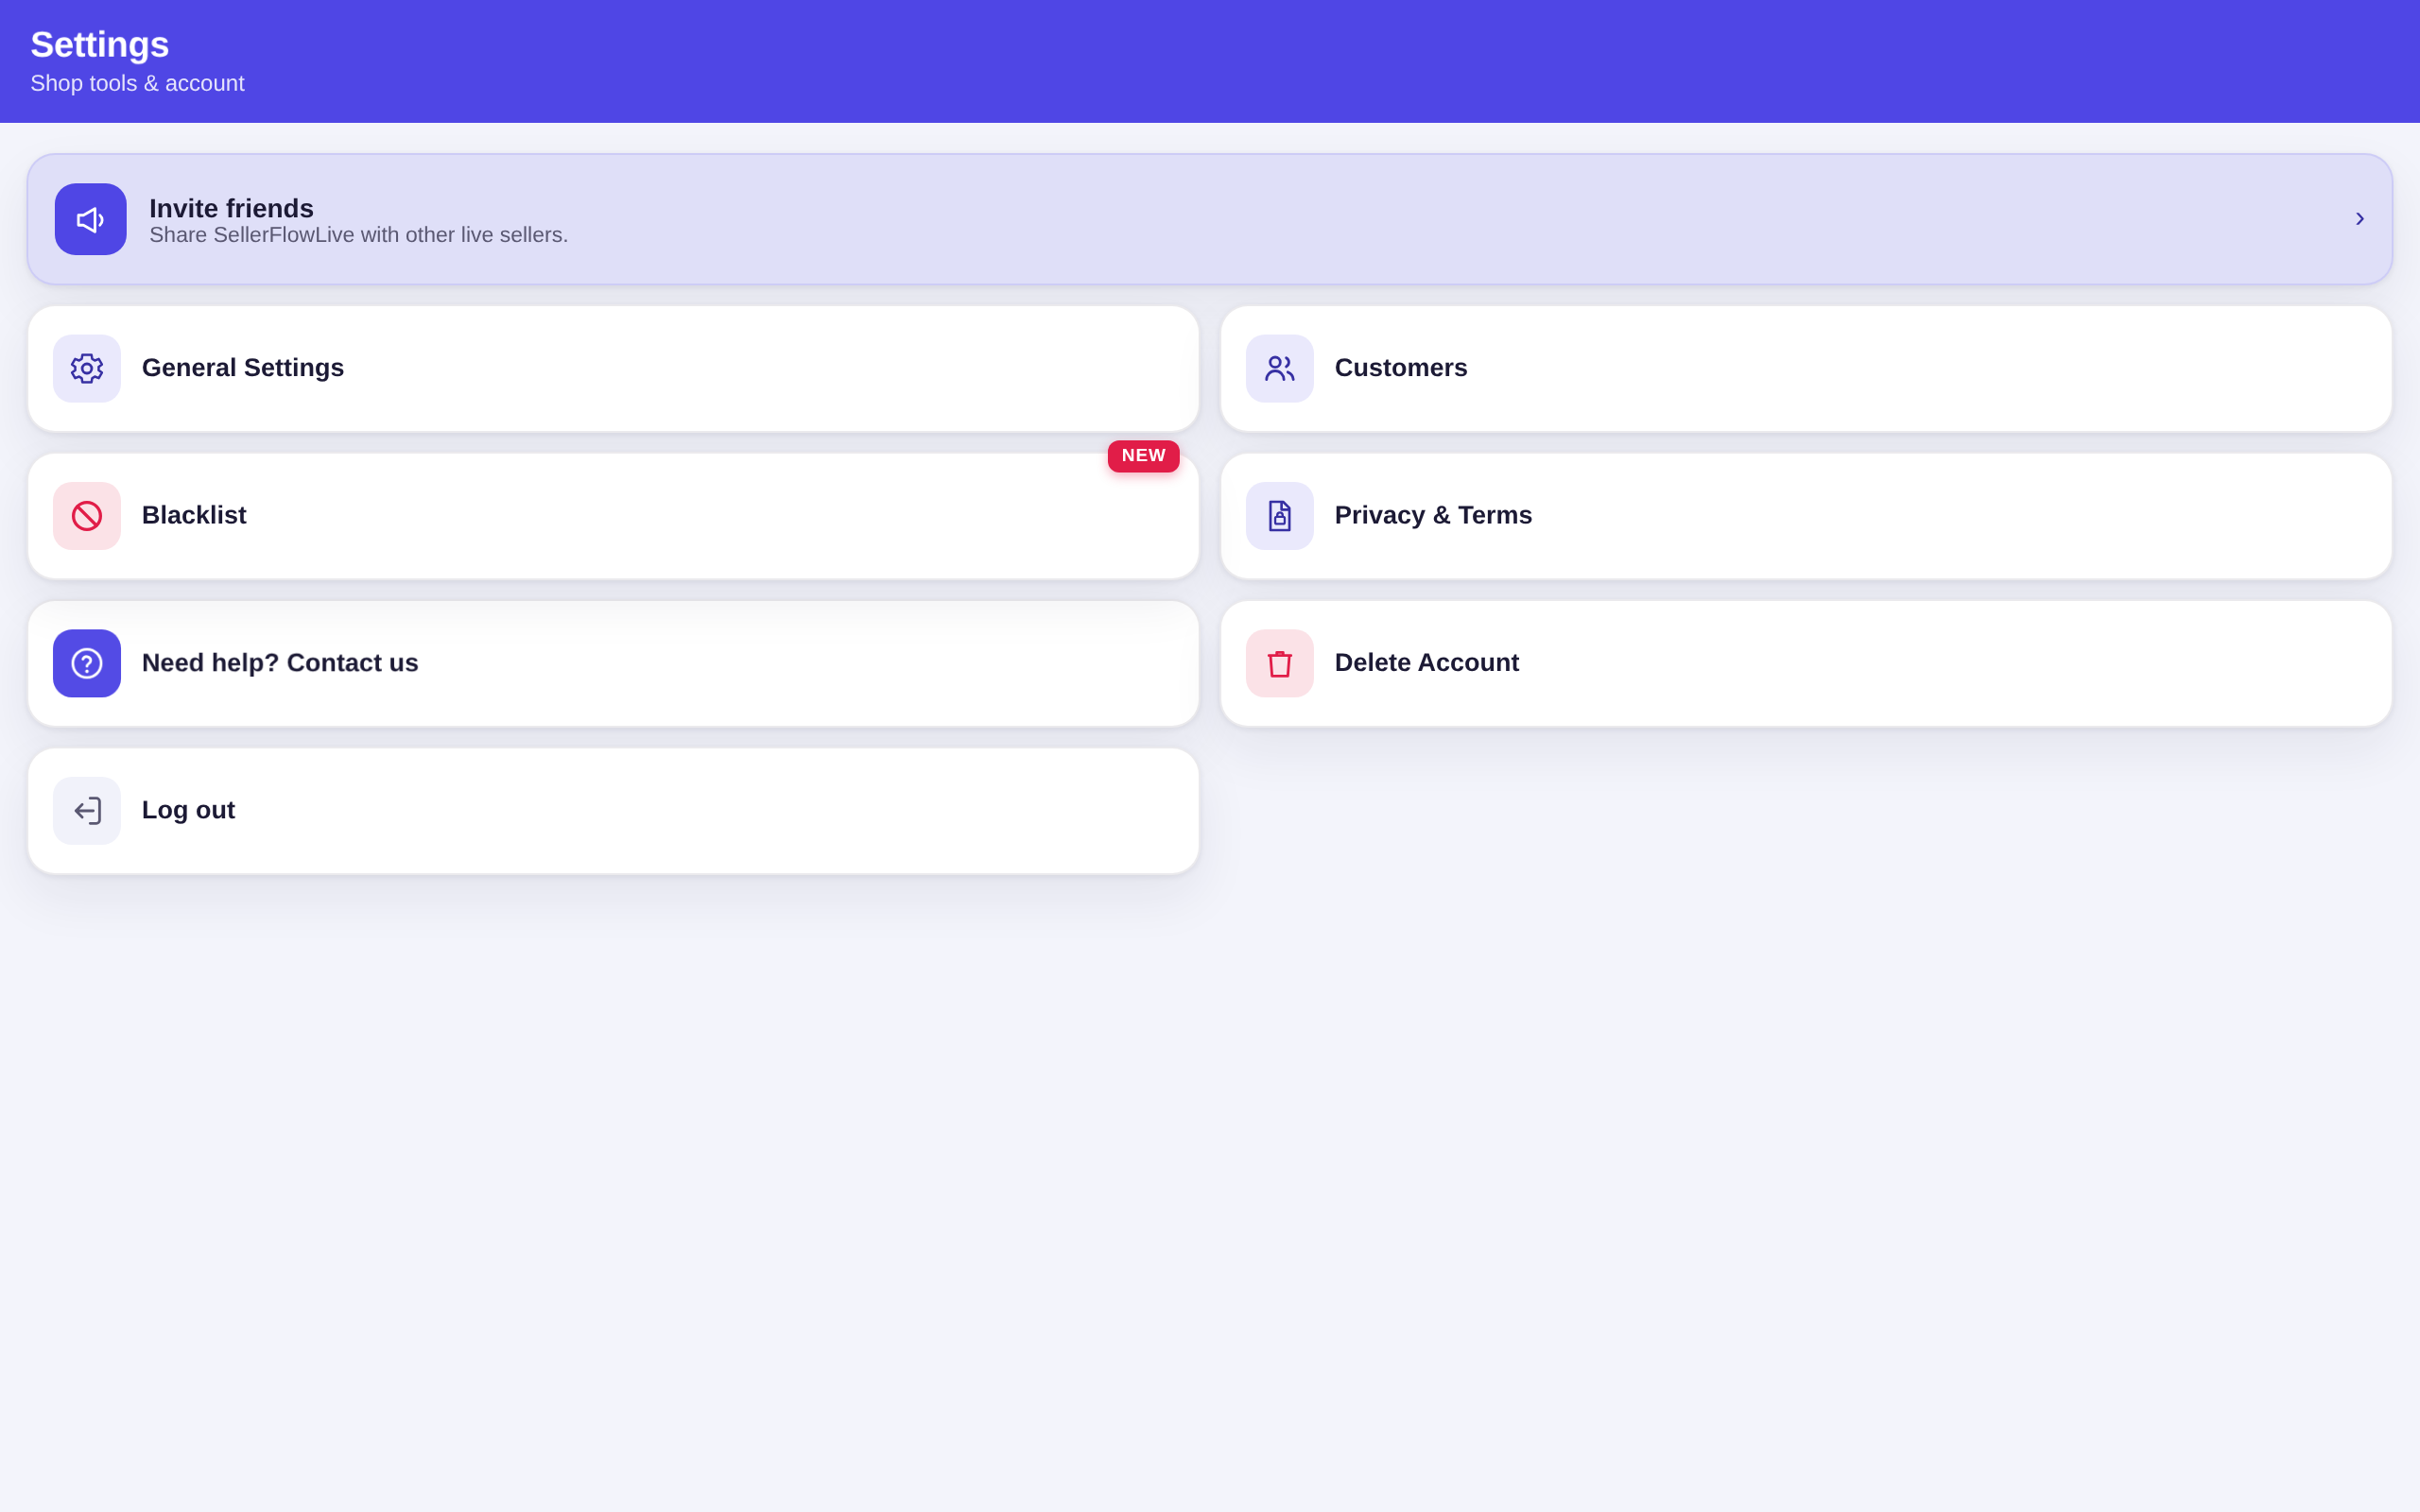 Settings
Shop tools & account
Invite friends
Share SellerFlowLive with other live sellers.
›
General Settings
Customers
NEW
Blacklist
Privacy & Terms
Need help? Contact us
Delete Account
Log out